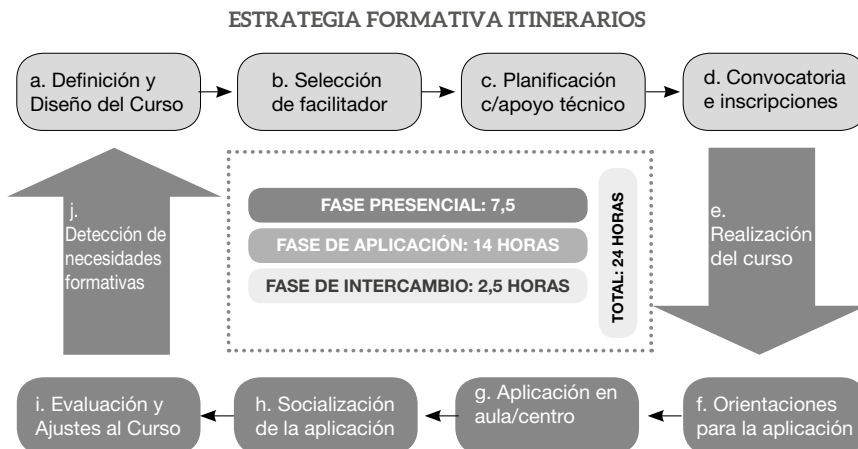 ESTRATEGIA FORMATIVA ITINERARIOS
a. Definición y
Diseño del Curso
b. Selección
de facilitador
c. Planificación
c/apoyo técnico
d. Convocatoria
e inscripciones
j.
Detección de
necesidades
formativas
FASE PRESENCIAL: 7,5
FASE DE APLICACIÓN: 14 HORAS
FASE DE INTERCAMBIO: 2,5 HORAS
TOTAL: 24 HORAS
e.
Realización
del curso
i. Evaluación y
Ajustes al Curso
h. Socialización
de la aplicación
g. Aplicación en
aula/centro
f. Orientaciones
para la aplicación